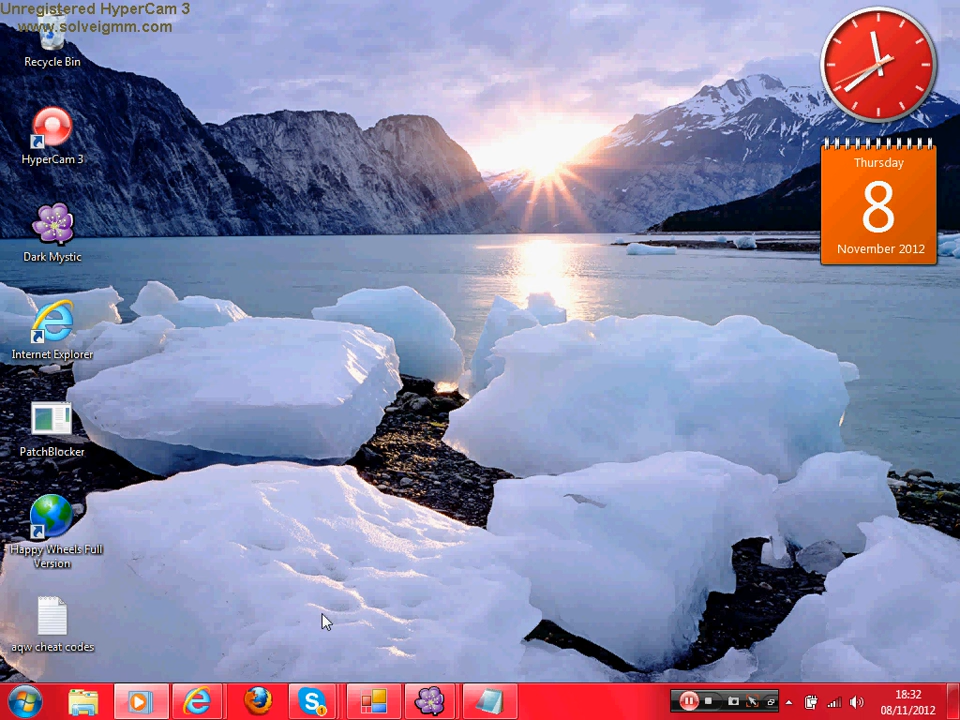 Unregistered HyperCam 3
www.solveigmm.com
Recycle Bin
HyperCam 3
Dark Mystic
Internet Explorer
PatchBlocker
Happy Wheels Full
Version
aqw cheat codes
Thursday
8
November 2012
18:32
08/11/2012